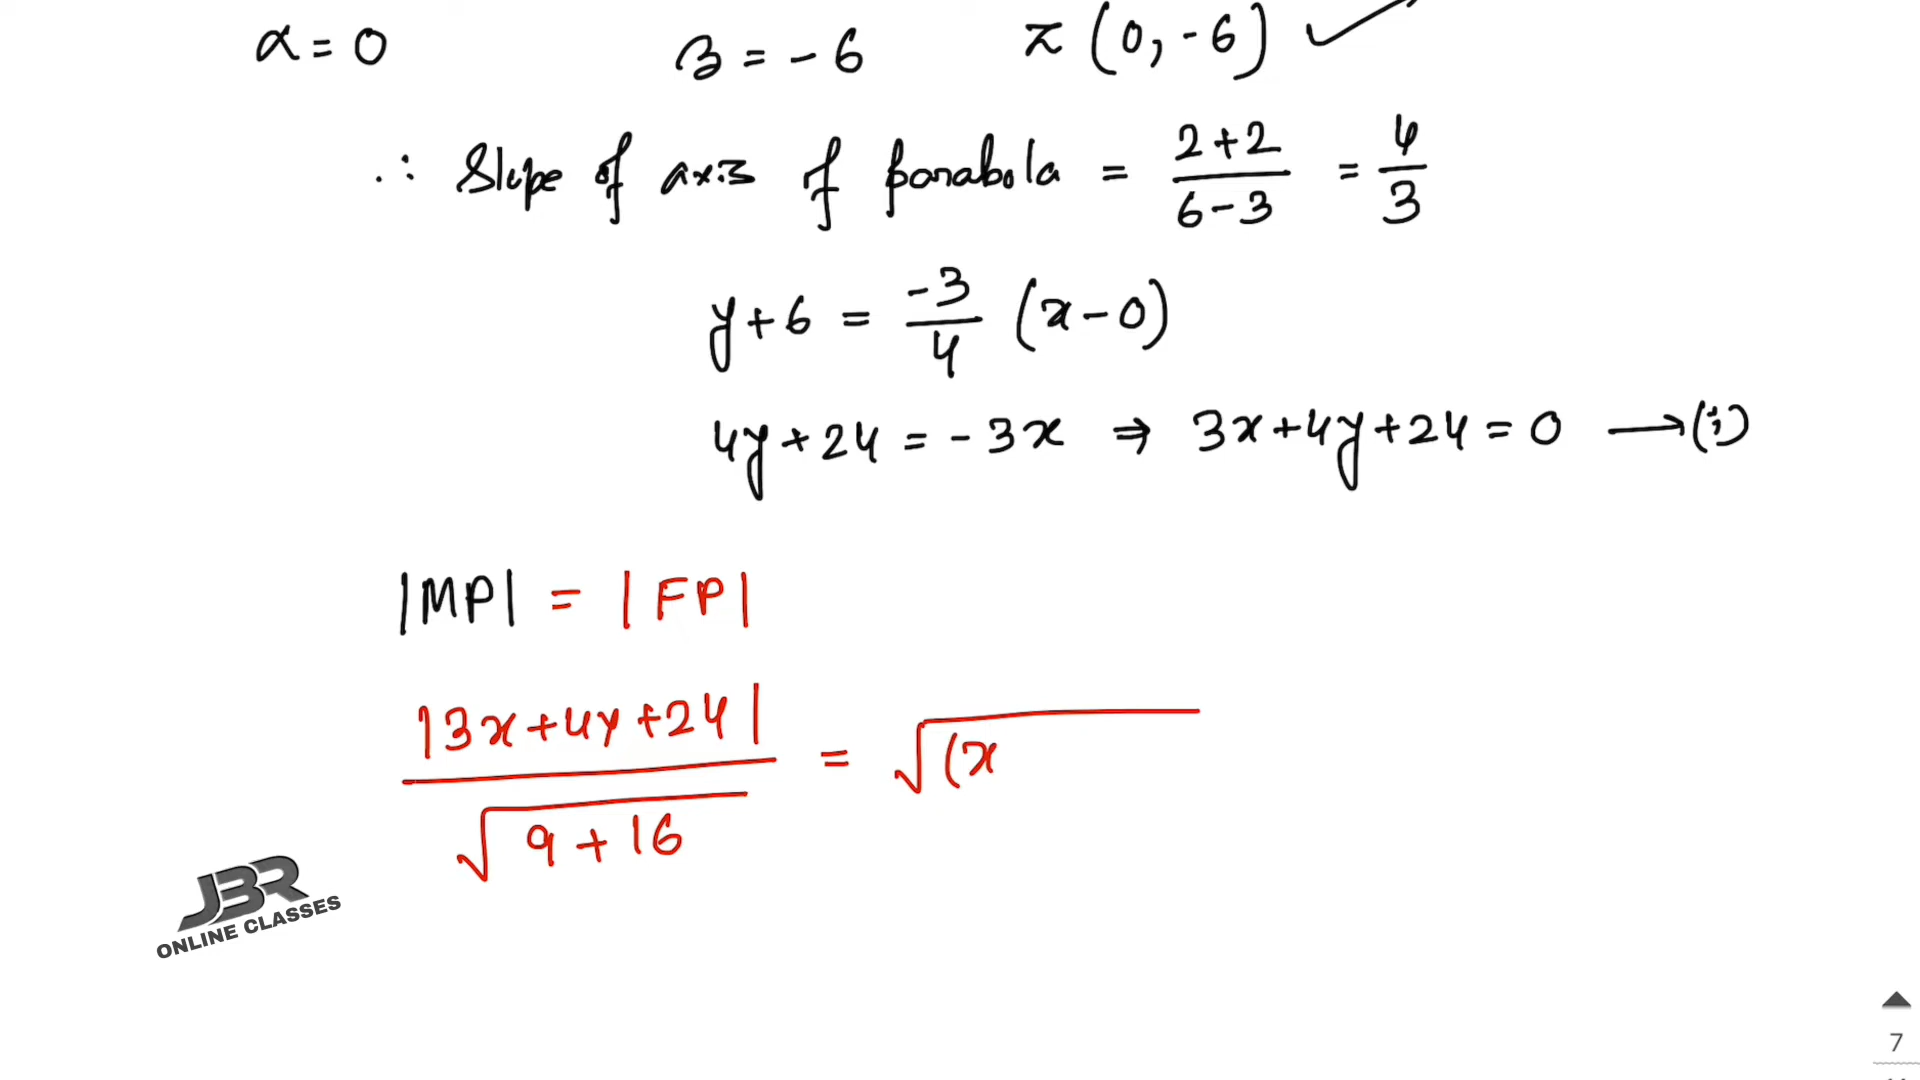 α = 0 β = -6 Z (0, -6) ✓
∴ Slope of axis of parabola = (2+2)/(6-3) = 4/3
y+6 = -3/4 (x-0)
4y+24 = -3x ⇒ 3x+4y+24 = 0 → (i)
|MP| = |FP|
|3x+4y+24| / √(9+16) = √(x
JBR
ONLINE CLASSES
7